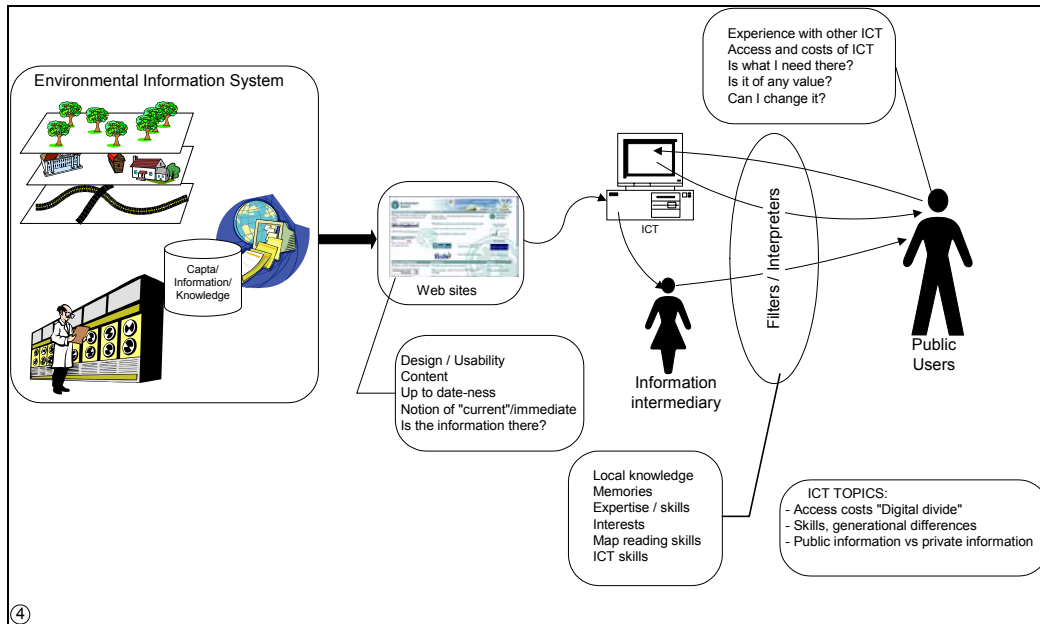 Environmental Information System
Capta/
Information/
Knowledge
Web sites
Design / Usability
Content
Up to date-ness
Notion of "current"/immediate
Is the information there?
ICT
Information
intermediary
Filters / Interpreters
Experience with other ICT
Access and costs of ICT
Is what I need there?
Is it of any value?
Can I change it?
Public
Users
Local knowledge
Memories
Expertise / skills
Interests
Map reading skills
ICT skills
ICT TOPICS:
- Access costs "Digital divide"
- Skills, generational differences
- Public information vs private information
4